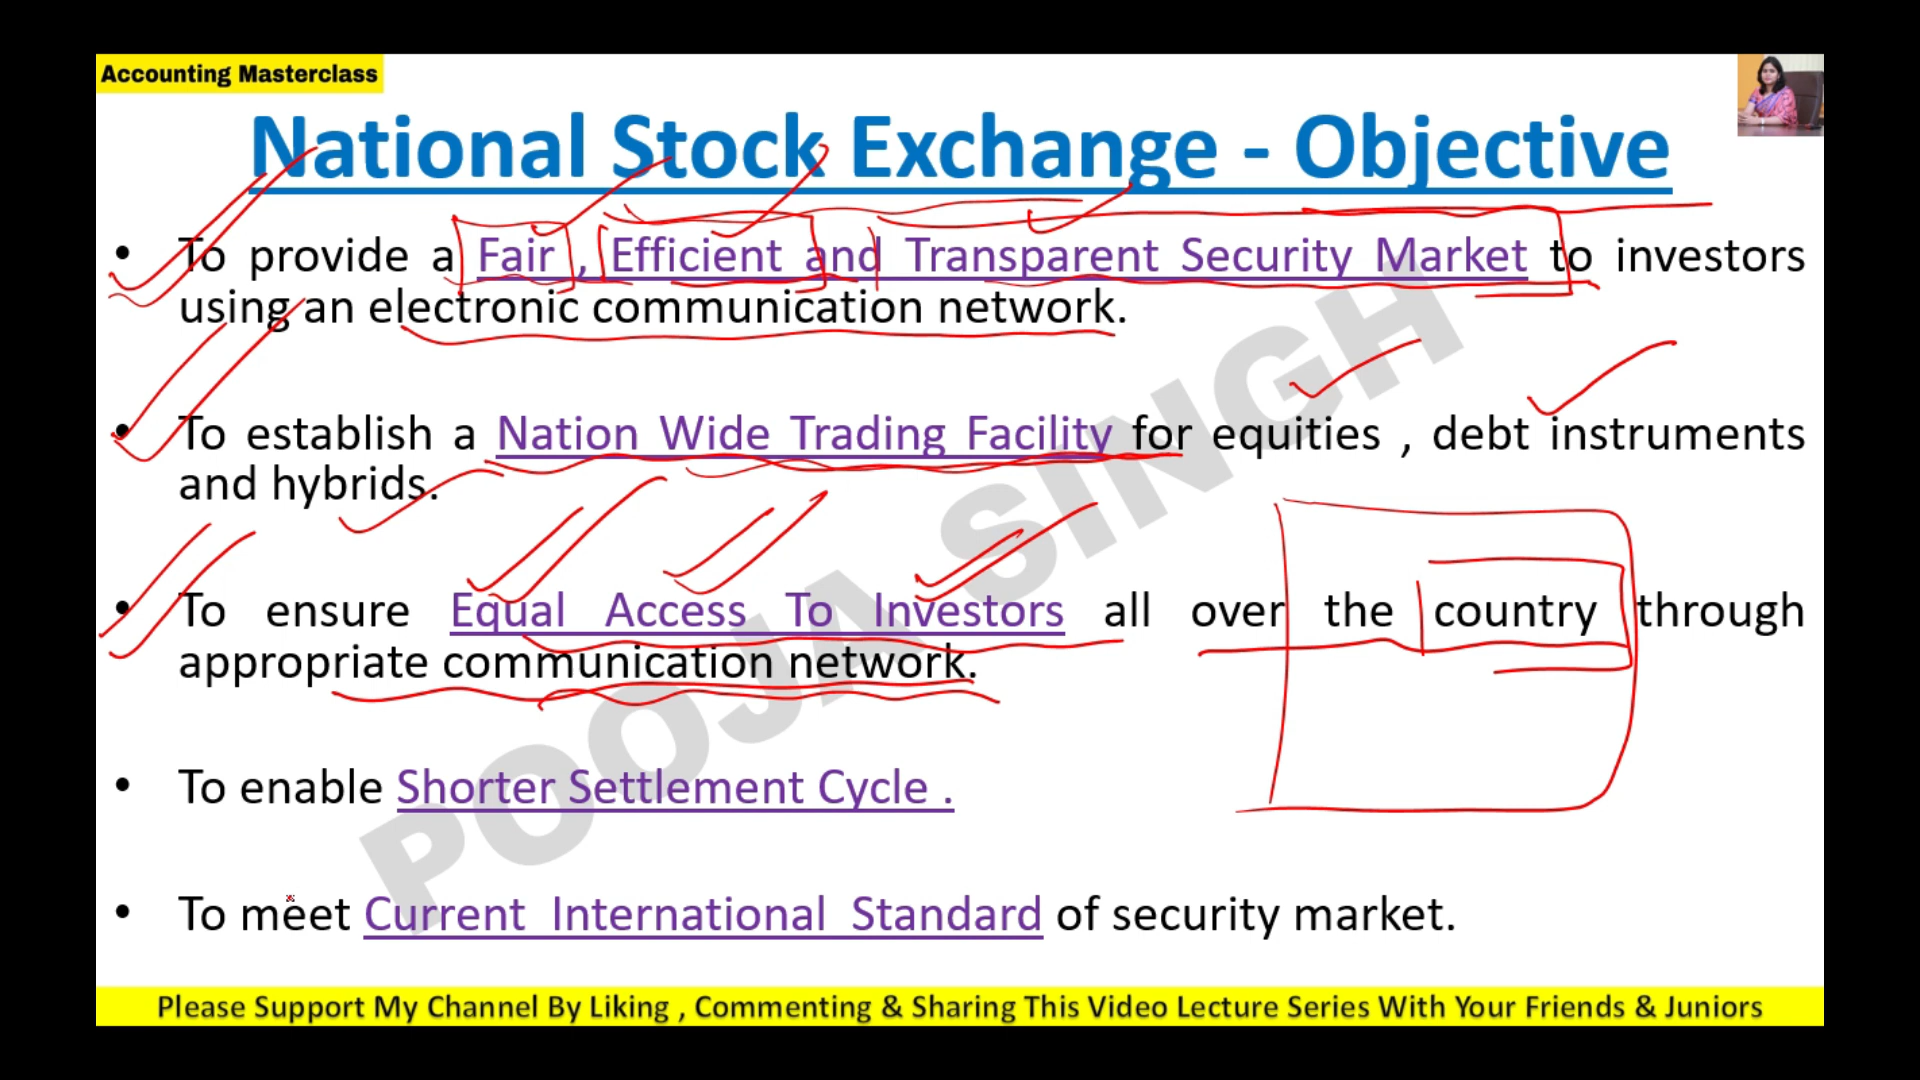 Accounting Masterclass
National Stock Exchange - Objective
• To provide a Fair , Efficient and Transparent Security Market to investors
using an electronic communication network.
• To establish a Nation Wide Trading Facility for equities , debt instruments
and hybrids.
• To ensure Equal Access To Investors all over the country through
appropriate communication network.
• To enable Shorter Settlement Cycle .
• To meet Current International Standard of security market.
POOJA SINGH
Please Support My Channel By Liking , Commenting & Sharing This Video Lecture Series With Your Friends & Juniors